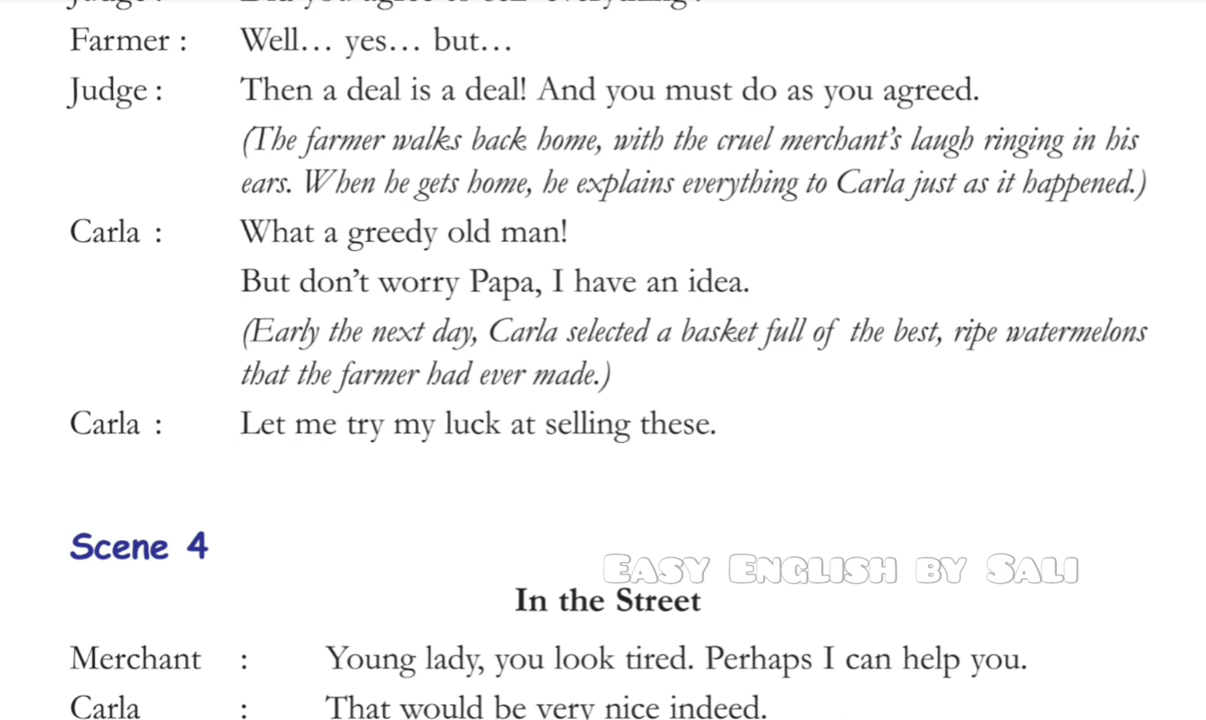 Farmer : Well… yes… but…
Judge : Then a deal is a deal! And you must do as you agreed.
(The farmer walks back home, with the cruel merchant's laugh ringing in his
ears. When he gets home, he explains everything to Carla just as it happened.)
Carla : What a greedy old man!
But don't worry Papa, I have an idea.
(Early the next day, Carla selected a basket full of the best, ripe watermelons
that the farmer had ever made.)
Carla : Let me try my luck at selling these.
Scene 4
Easy English by Sali
In the Street
Merchant : Young lady, you look tired. Perhaps I can help you.
Carla : That would be very nice indeed.